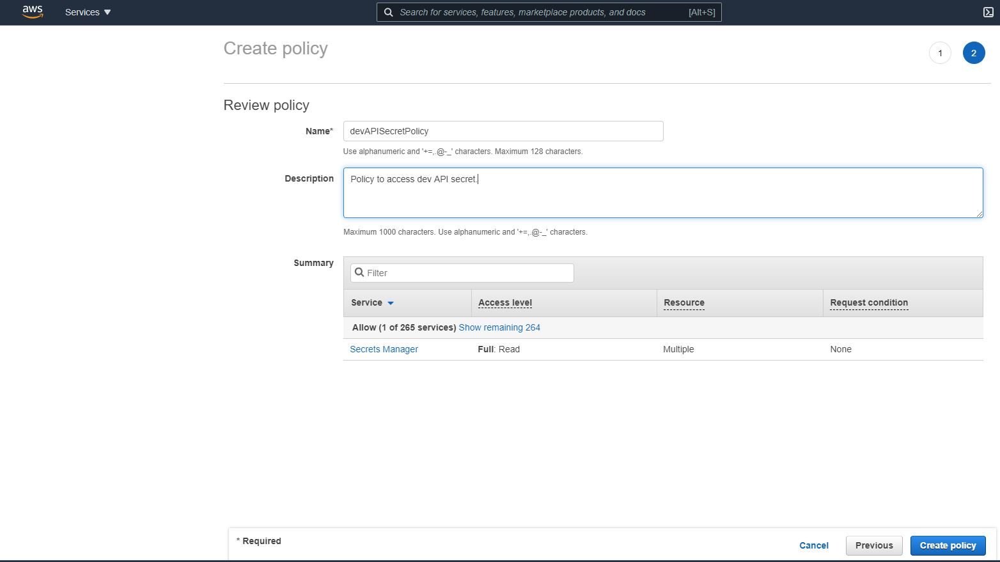 aws Services Search for services, features, marketplace products, and docs [Alt+S]
Create policy
1 2
Review policy
Name* devAPISecretPolicy
Use alphanumeric and '+=,.@-_' characters. Maximum 128 characters.
Description Policy to access dev API secret.
Maximum 1000 characters. Use alphanumeric and '+=,.@-_' characters.
Summary Filter
Service Access level Resource Request condition
Allow (1 of 265 services) Show remaining 264
Secrets Manager Full: Read Multiple None
* Required Cancel Previous Create policy